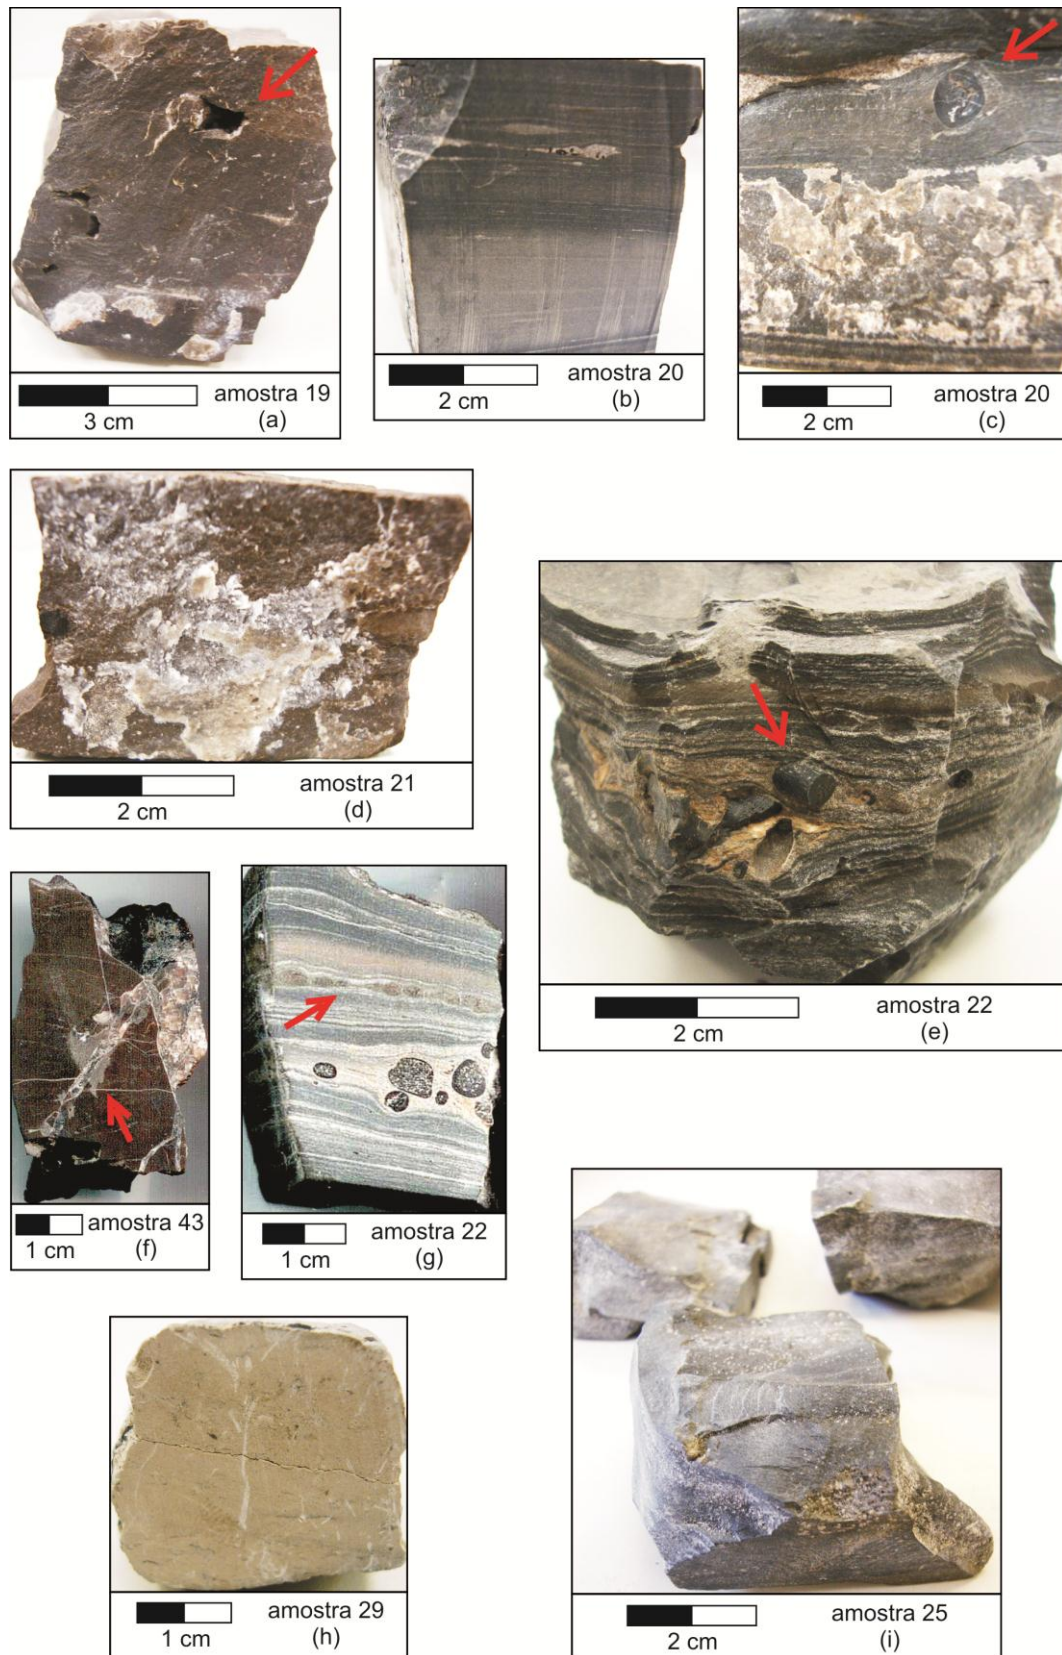 3 cm
amostra 19
(a)
2 cm
amostra 20
(b)
2 cm
amostra 20
(c)
2 cm
amostra 21
(d)
2 cm
amostra 22
(e)
1 cm
amostra 43
(f)
1 cm
amostra 22
(g)
1 cm
amostra 29
(h)
2 cm
amostra 25
(i)